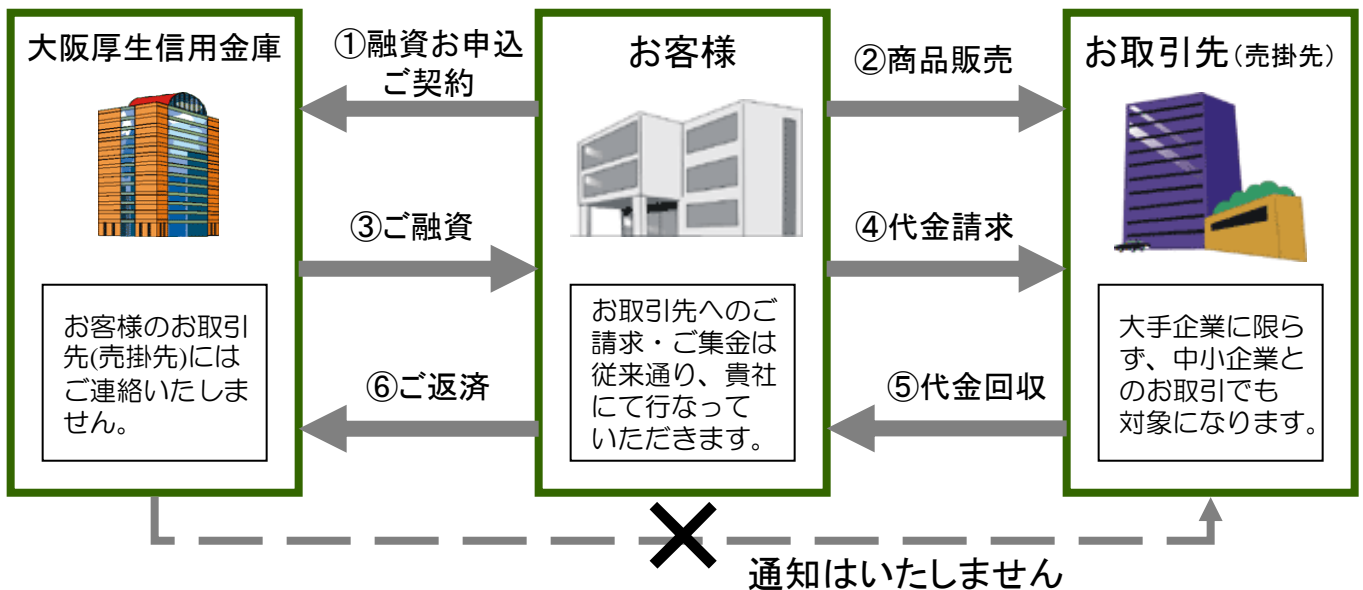 大阪厚生信用金庫
お客様のお取引
先(売掛先)には
ご連絡いたしま
せん。
①融資お申込
ご契約
③ご融資
⑥ご返済
お客様
お取引先へのご
請求・ご集金は
従来通り、貴社
にて行なって
いただきます。
②商品販売
④代金請求
⑤代金回収
お取引先(売掛先)
大手企業に限ら
ず、中小企業と
のお取引でも
対象になります。
通知はいたしません